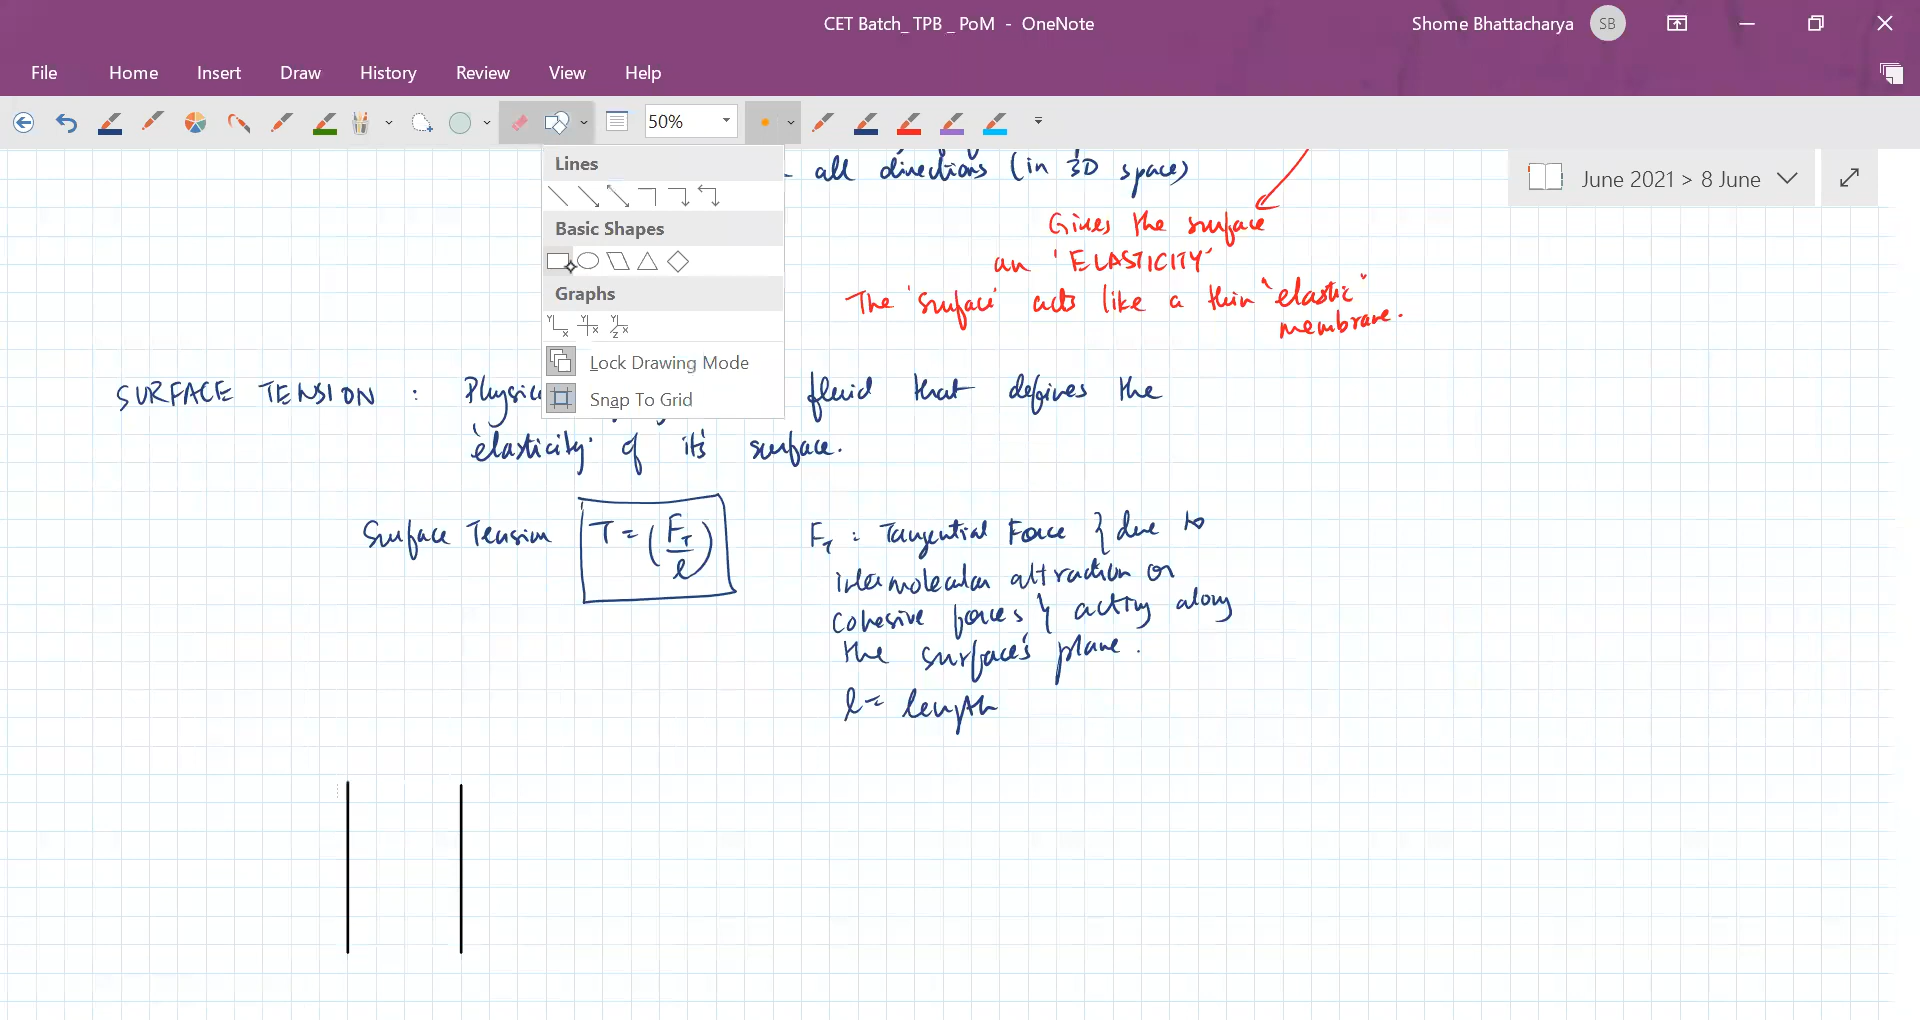 CET Batch_ TPB _ PoM - OneNote
Shome Bhattacharya SB
File Home Insert Draw History Review View Help
50%
Lines
Basic Shapes
Graphs
Lock Drawing Mode
Snap To Grid
June 2021 > 8 June
all directions (in 3D space)
Gives the surface
an 'ELASTICITY'
The 'surface' acts like a thin "elastic"
membrane.
SURFACE TENSION : Physic fluid that defines the
'elasticity' of its surface.
Surface Tension T = (F_T / l)
F_T : Tangential Force } due to
intermolecular attraction or
cohesive forces } acting along
the surface's plane.
l = length